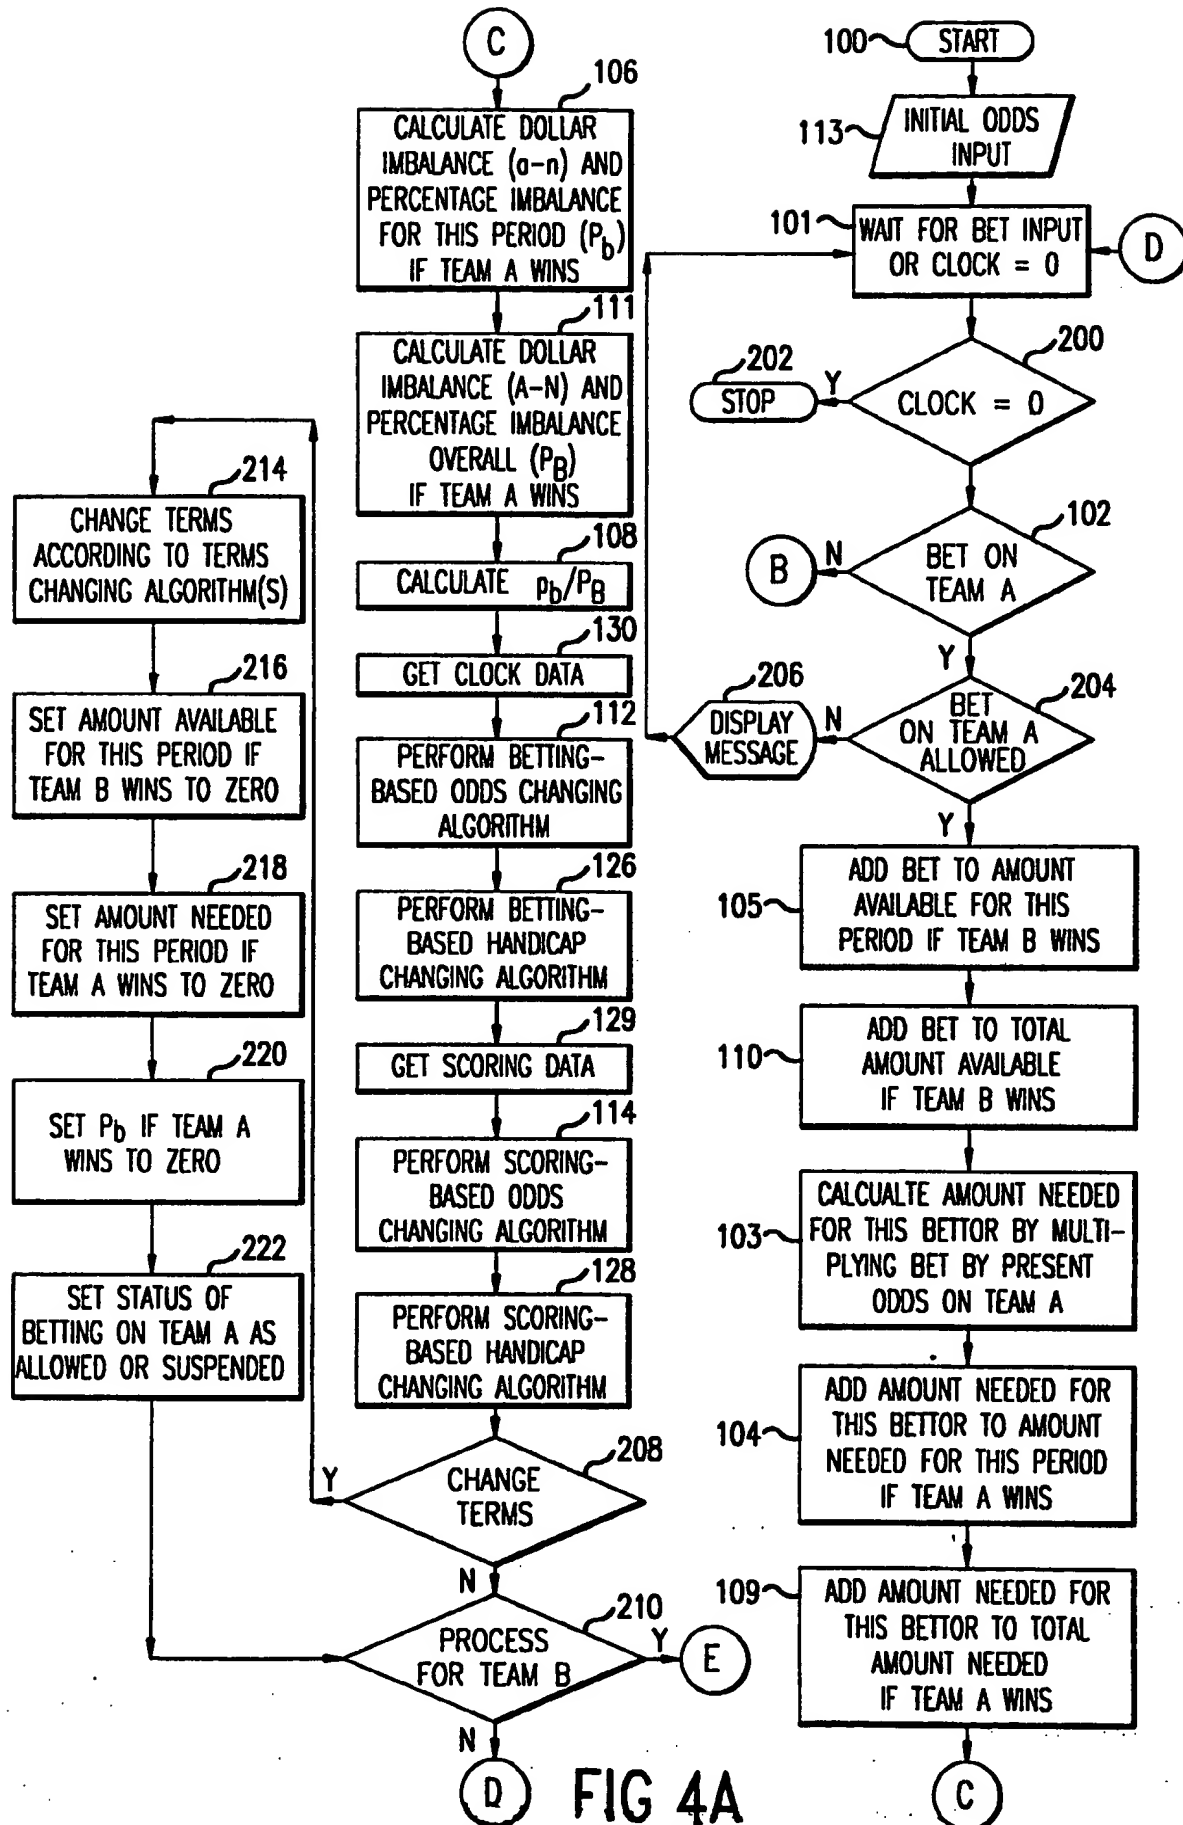 100
START
113
INITIAL ODDS
INPUT
101
WAIT FOR BET INPUT
OR CLOCK = 0
D
200
CLOCK = 0
Y
202
STOP
102
BET ON
TEAM A
N
B
Y
204
BET
ON TEAM A
ALLOWED
N
206
DISPLAY
MESSAGE
Y
105
ADD BET TO AMOUNT
AVAILABLE FOR THIS
PERIOD IF TEAM B WINS
110
ADD BET TO TOTAL
AMOUNT AVAILABLE
IF TEAM B WINS
103
CALCUALTE AMOUNT NEEDED
FOR THIS BETTOR BY MULTI-
PLYING BET BY PRESENT
ODDS ON TEAM A
104
ADD AMOUNT NEEDED FOR
THIS BETTOR TO AMOUNT
NEEDED FOR THIS PERIOD
IF TEAM A WINS
109
ADD AMOUNT NEEDED FOR
THIS BETTOR TO TOTAL
AMOUNT NEEDED
IF TEAM A WINS
C
C
106
CALCULATE DOLLAR
IMBALANCE (a-n) AND
PERCENTAGE IMBALANCE
FOR THIS PERIOD (Pb)
IF TEAM A WINS
111
CALCULATE DOLLAR
IMBALANCE (A-N) AND
PERCENTAGE IMBALANCE
OVERALL (PB)
IF TEAM A WINS
108
CALCULATE pb/PB
130
GET CLOCK DATA
112
PERFORM BETTING-
BASED ODDS CHANGING
ALGORITHM
126
PERFORM BETTING-
BASED HANDICAP
CHANGING ALGORITHM
129
GET SCORING DATA
114
PERFORM SCORING-
BASED ODDS
CHANGING ALGORITHM
128
PERFORM SCORING-
BASED HANDICAP
CHANGING ALGORITHM
208
CHANGE
TERMS
Y
N
214
CHANGE TERMS
ACCORDING TO TERMS
CHANGING ALGORITHM(S)
216
SET AMOUNT AVAILABLE
FOR THIS PERIOD IF
TEAM B WINS TO ZERO
218
SET AMOUNT NEEDED
FOR THIS PERIOD IF
TEAM A WINS TO ZERO
220
SET Pb IF TEAM A
WINS TO ZERO
222
SET STATUS OF
BETTING ON TEAM A AS
ALLOWED OR SUSPENDED
210
PROCESS
FOR TEAM B
Y
E
N
D
FIG 4A